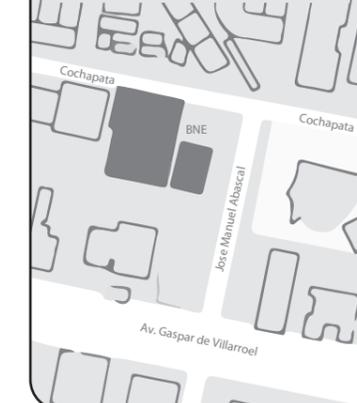 Cochapata
BNE
Cochapata
Jose Manuel Abascal
Av. Gaspar de Villarroel